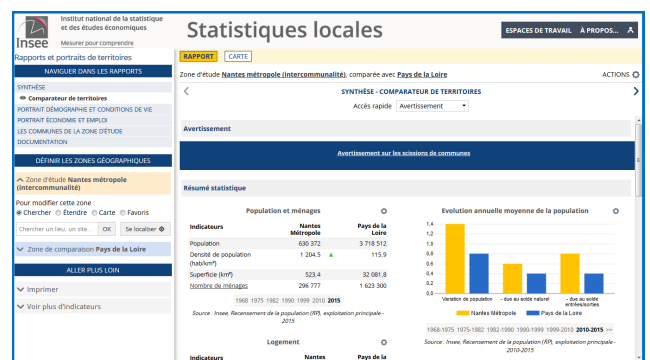 Insee
Institut national de la statistique
et des études économiques
Mesurer pour comprendre
Statistiques locales
ESPACES DE TRAVAIL À PROPOS...
Rapports et portraits de territoires
NAVIGUER DANS LES RAPPORTS
SYNTHÈSE
Comparateur de territoires
PORTRAIT DÉMOGRAPHIE ET CONDITIONS DE VIE
PORTRAIT ÉCONOMIE ET EMPLOI
LES COMMUNES DE LA ZONE D'ÉTUDE
DOCUMENTATION
DÉFINIR LES ZONES GÉOGRAPHIQUES
Zone d'étude Nantes métropole
(intercommunalité)
Pour modifier cette zone :
Chercher Étendre Carte Favoris
Chercher un lieu, un site... OK Se localiser
Zone de comparaison Pays de la Loire
ALLER PLUS LOIN
Imprimer
Voir plus d'indicateurs
RAPPORT CARTE
Zone d'étude Nantes métropole (intercommunalité), comparée avec Pays de la Loire
ACTIONS
SYNTHÈSE - COMPARATEUR DE TERRITOIRES
Accès rapide Avertissement
Avertissement
Avertissement sur les scissions de communes
Résumé statistique
Population et ménages
Indicateurs Nantes Métropole Pays de la Loire
Population 630 372 3 718 512
Densité de population (hab/km²) 1 204,5 115,9
Superficie (km²) 523,4 32 081,8
Nombre de ménages 296 777 1 623 300
1968 1975 1982 1990 1999 2010 2015
Source : Insee, Recensement de la population (RP), exploitation principale -
2015
Logement
Indicateurs Nantes Pays de la
Evolution annuelle moyenne de la population
1,4
1,2
1,0
0,8
0,6
0,4
0,2
0,0
Variation de population - due au solde naturel - due au solde entrées/sorties
Nantes Métropole Pays de la Loire
1968-1975 1975-1982 1982-1990 1990-1999 1999-2010 2010-2015 >>
Source : Insee, Recensement de la population (RP), exploitation principale -
2010-2015